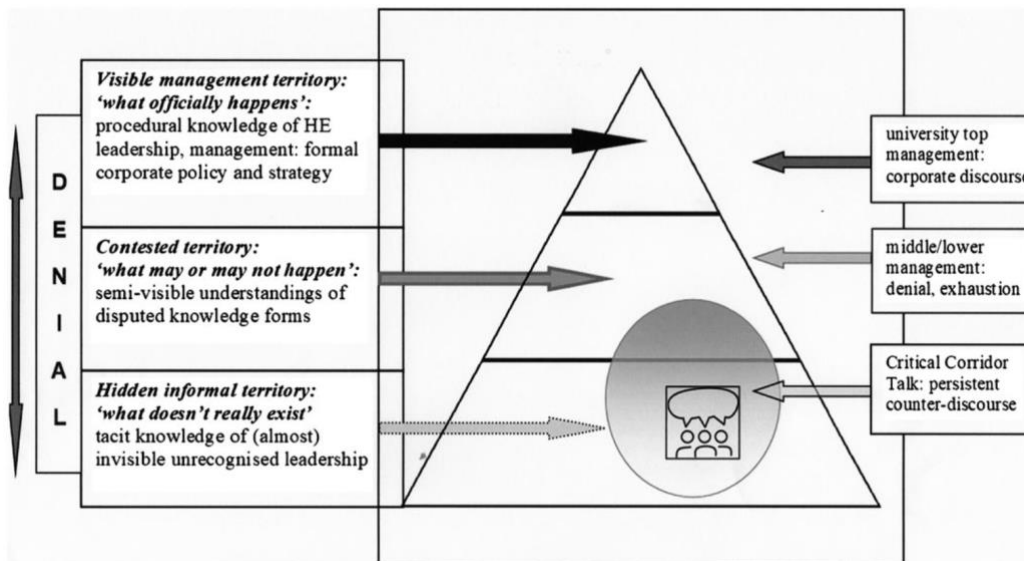 D
E
N
I
A
L
Visible management territory:
‘what officially happens’:
procedural knowledge of HE
leadership, management: formal
corporate policy and strategy
Contested territory:
‘what may or may not happen’:
semi-visible understandings of
disputed knowledge forms
Hidden informal territory:
‘what doesn’t really exist’
tacit knowledge of (almost)
invisible unrecognised leadership
university top
management:
corporate discourse
middle/lower
management:
denial, exhaustion
Critical Corridor
Talk: persistent
counter-discourse